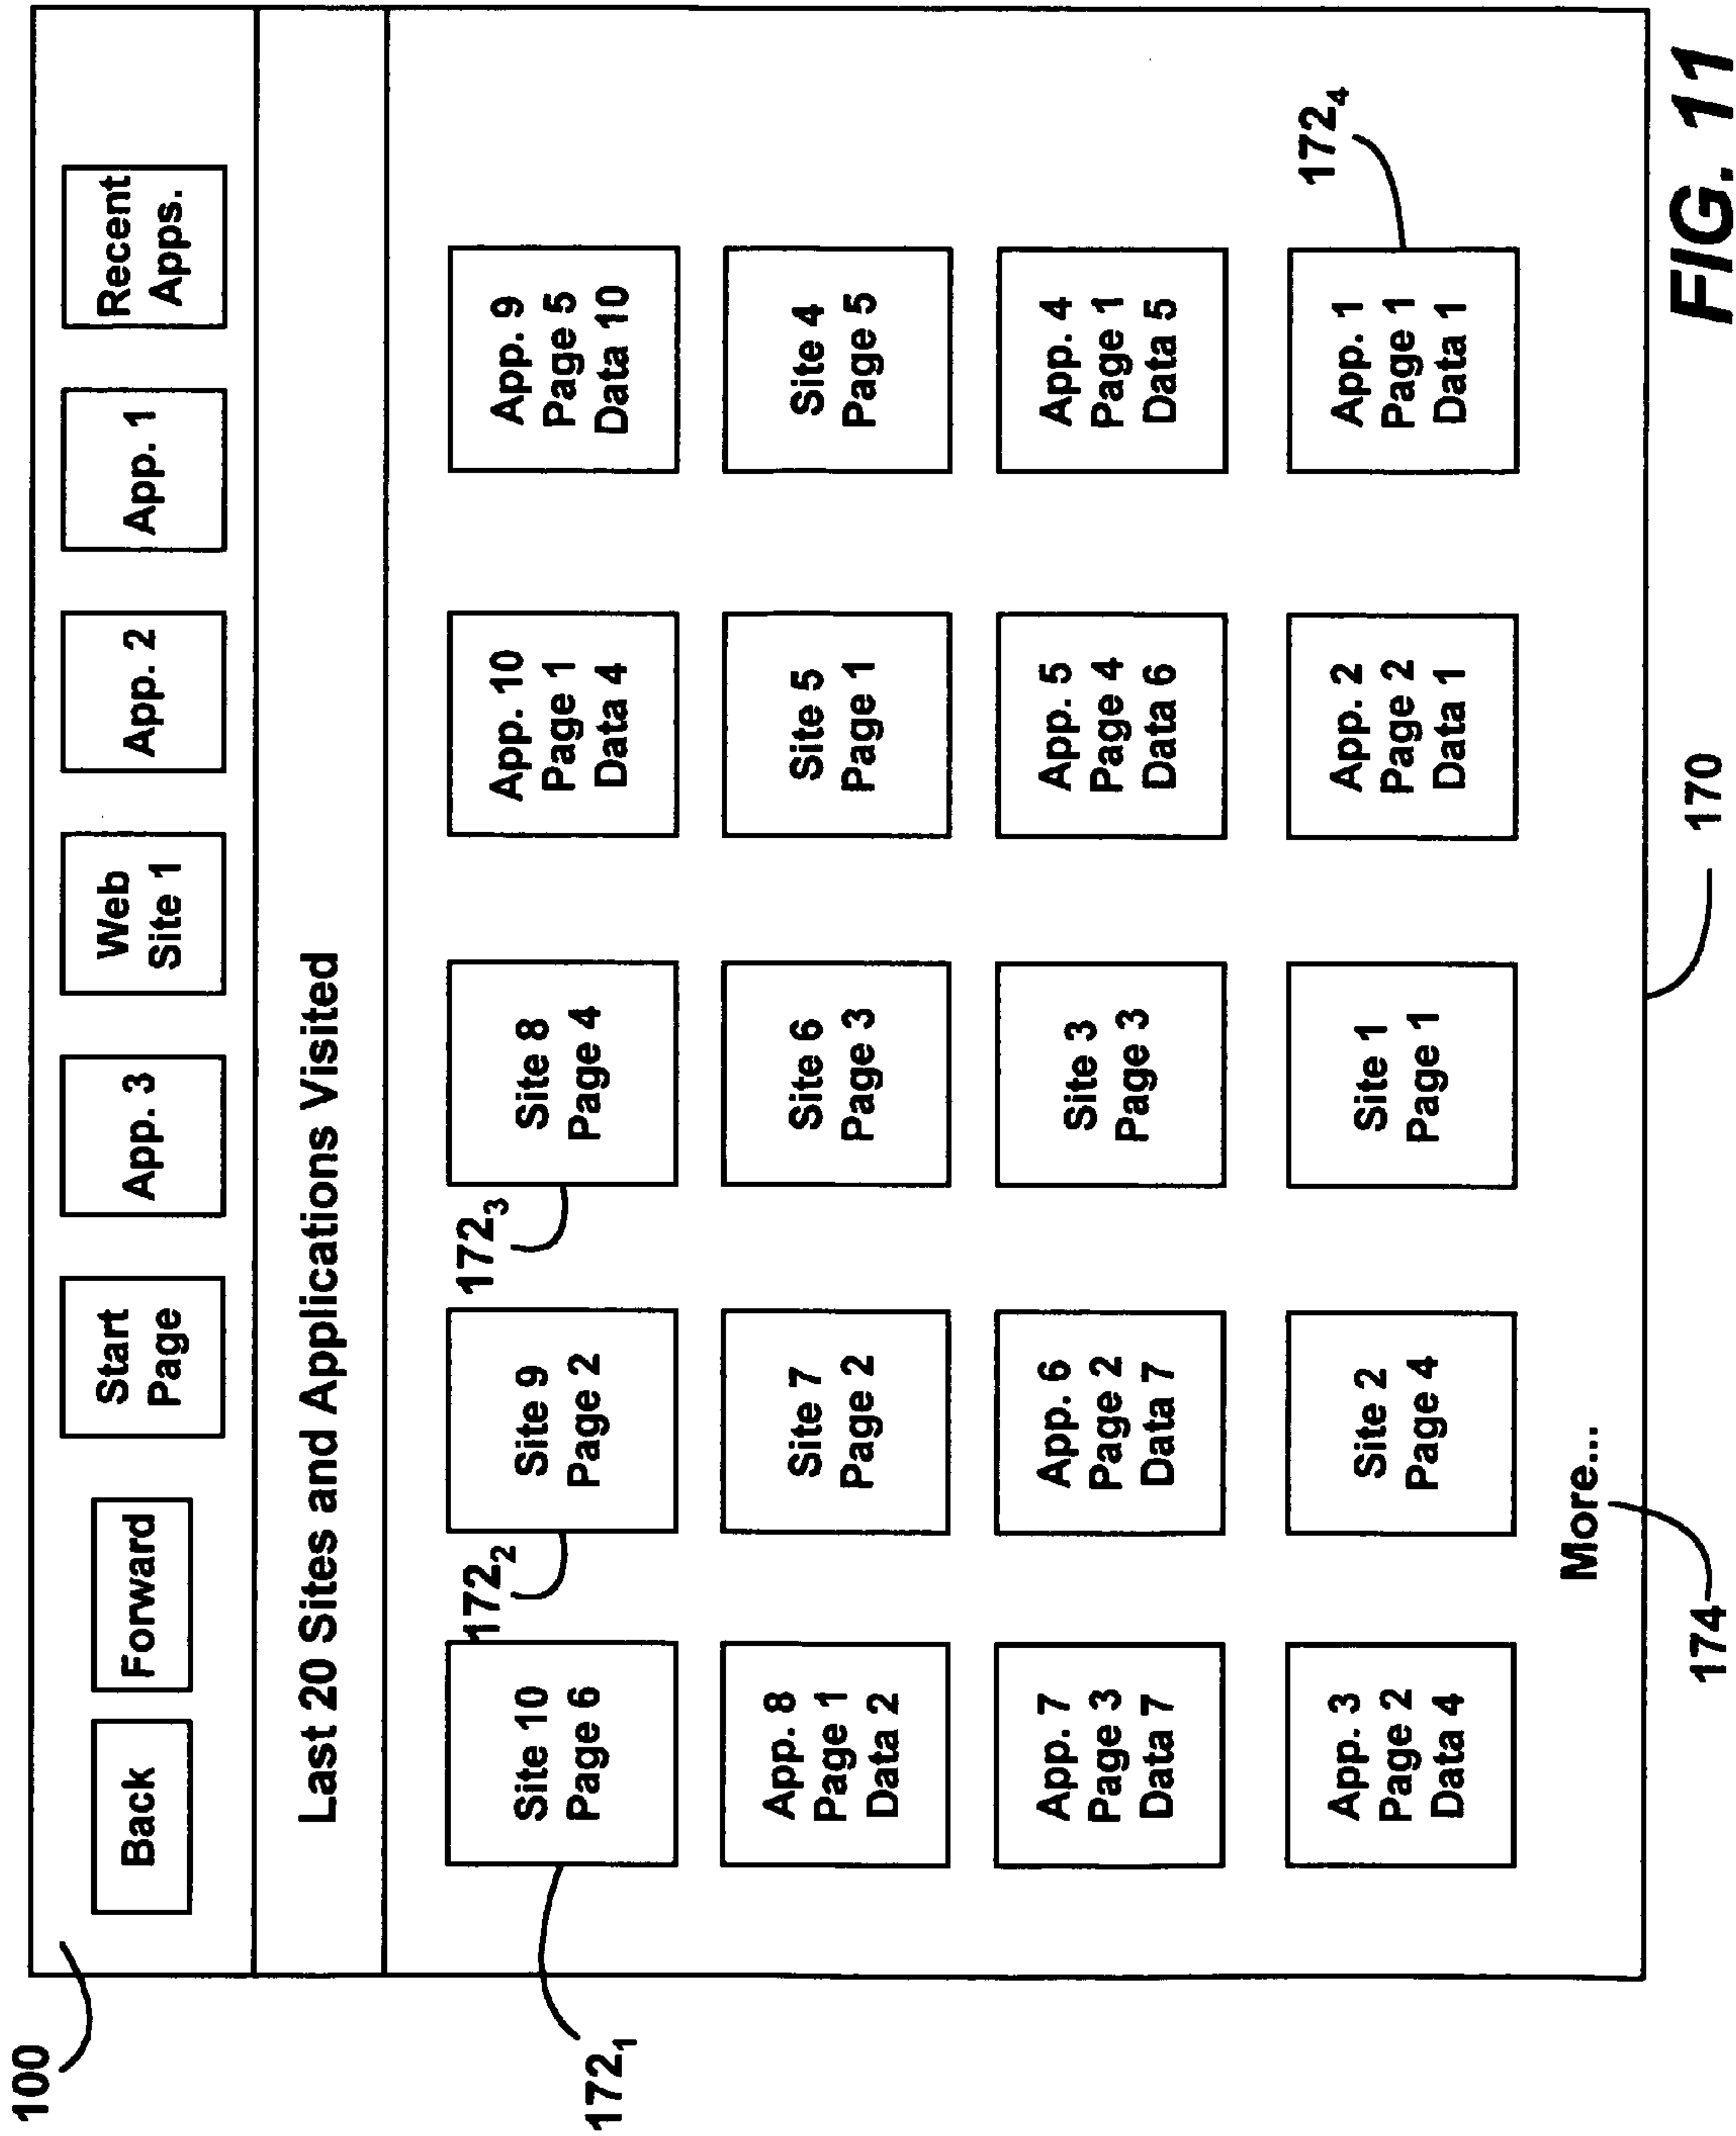 100
Back
Forward
Start
Page
App. 3
Web
Site 1
App. 2
App. 1
Recent
Apps.
Last 20 Sites and Applications Visited
172₁
Site 10
Page 6
172₂
Site 9
Page 2
172₃
Site 8
Page 4
App. 10
Page 1
Data 4
App. 9
Page 5
Data 10
App. 8
Page 1
Data 2
Site 7
Page 2
Site 6
Page 3
Site 5
Page 1
Site 4
Page 5
App. 7
Page 3
Data 7
App. 6
Page 2
Data 7
Site 3
Page 3
App. 5
Page 4
Data 6
App. 4
Page 1
Data 5
App. 3
Page 2
Data 4
Site 2
Page 4
Site 1
Page 1
App. 2
Page 2
Data 1
App. 1
Page 1
Data 1
172₄
More...
174
170
FIG. 11